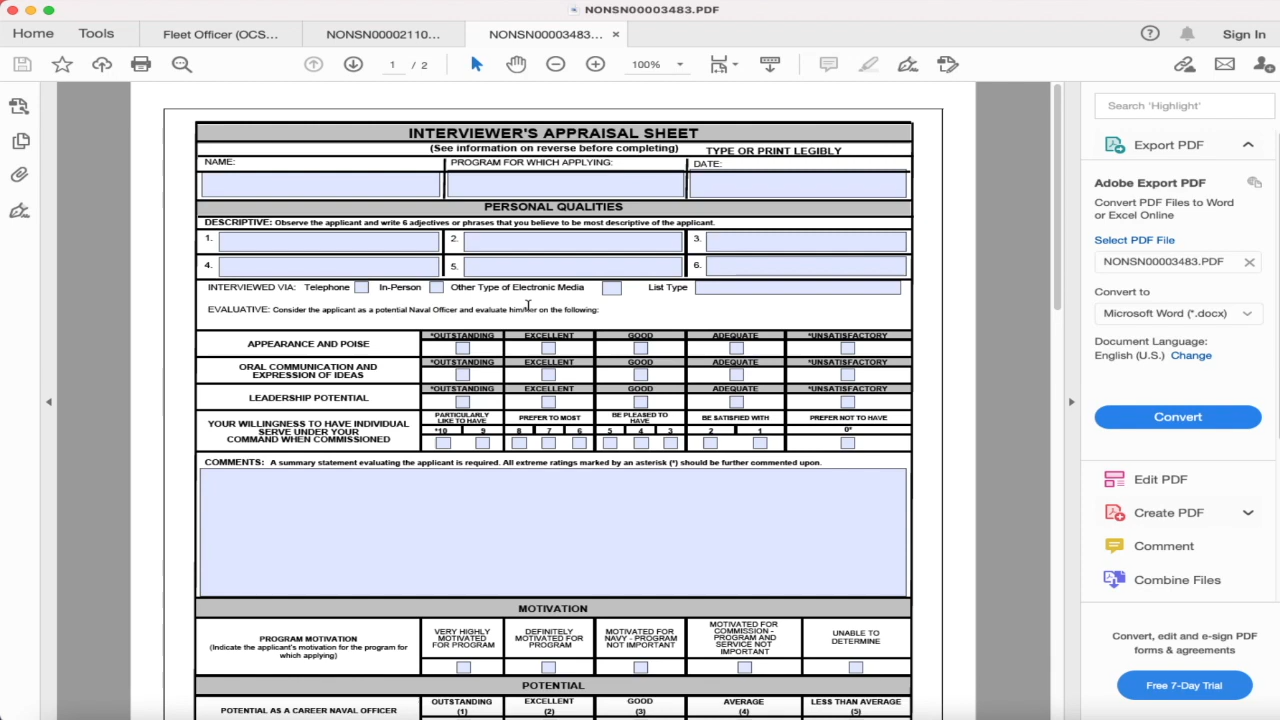 NONSN00003483.PDF
Home Tools Fleet Officer (OCS... NONSN00002110... NONSN00003483... × Sign In
1 / 2 100%
Search 'Highlight'
Export PDF
Adobe Export PDF
Convert PDF Files to Word
or Excel Online
Select PDF File
NONSN00003483.PDF
Convert to
Microsoft Word (*.docx)
Document Language:
English (U.S.) Change
Convert
Edit PDF
Create PDF
Comment
Combine Files
Convert, edit and e-sign PDF
forms & agreements
Free 7-Day Trial
INTERVIEWER'S APPRAISAL SHEET
(See information on reverse before completing) TYPE OR PRINT LEGIBLY
NAME: PROGRAM FOR WHICH APPLYING: DATE:
PERSONAL QUALITIES
DESCRIPTIVE: Observe the applicant and write 6 adjectives or phrases that you believe to be most descriptive of the applicant.
1. 2. 3.
4. 5. 6.
INTERVIEWED VIA: Telephone In-Person Other Type of Electronic Media List Type
EVALUATIVE: Consider the applicant as a potential Naval Officer and evaluate him/her on the following:
APPEARANCE AND POISE
*OUTSTANDING EXCELLENT GOOD ADEQUATE *UNSATISFACTORY
ORAL COMMUNICATION AND
EXPRESSION OF IDEAS
*OUTSTANDING EXCELLENT GOOD ADEQUATE *UNSATISFACTORY
LEADERSHIP POTENTIAL
*OUTSTANDING EXCELLENT GOOD ADEQUATE *UNSATISFACTORY
YOUR WILLINGNESS TO HAVE INDIVIDUAL
SERVE UNDER YOUR
COMMAND WHEN COMMISSIONED
PARTICULARLY
LIKE TO HAVE
*10 9
PREFER TO MOST
8 7 6
BE PLEASED TO
HAVE
5 4 3
BE SATISFIED WITH
2 1
PREFER NOT TO HAVE
0*
COMMENTS: A summary statement evaluating the applicant is required. All extreme ratings marked by an asterisk (*) should be further commented upon.
MOTIVATION
PROGRAM MOTIVATION
(Indicate the applicant's motivation for the program for
which applying)
VERY HIGHLY
MOTIVATED
FOR PROGRAM
DEFINITELY
MOTIVATED FOR
PROGRAM
MOTIVATED FOR
NAVY - PROGRAM
NOT IMPORTANT
MOTIVATED FOR
COMMISSION -
PROGRAM AND
SERVICE NOT
IMPORTANT
UNABLE TO
DETERMINE
POTENTIAL
POTENTIAL AS A CAREER NAVAL OFFICER
OUTSTANDING
(1)
EXCELLENT
(2)
GOOD
(3)
AVERAGE
(4)
LESS THAN AVERAGE
(5)